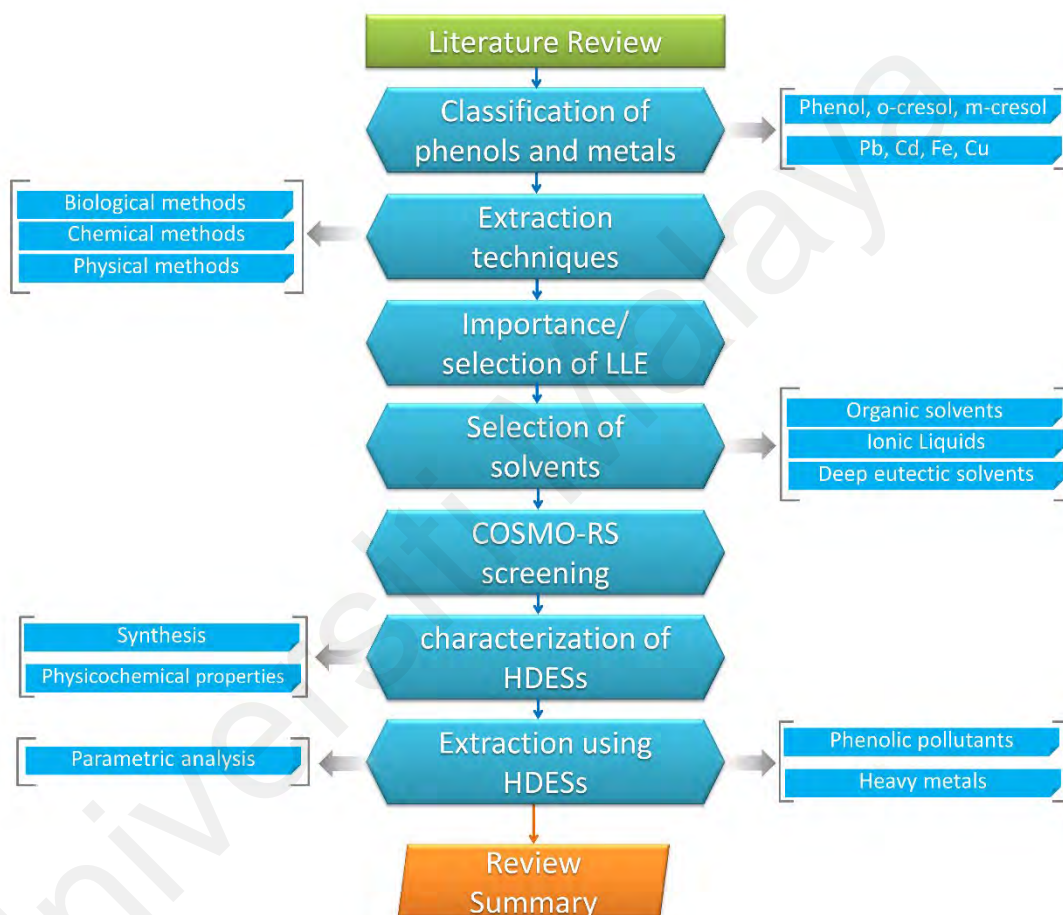 Literature Review
Classification of
phenols and metals
Phenol, o-cresol, m-cresol
Pb, Cd, Fe, Cu
Biological methods
Chemical methods
Physical methods
Extraction
techniques
Importance/
selection of LLE
Selection of
solvents
Organic solvents
Ionic Liquids
Deep eutectic solvents
COSMO-RS
screening
Synthesis
Physicochemical properties
characterization of
HDESs
Parametric analysis
Extraction using
HDESs
Phenolic pollutants
Heavy metals
Review
Summary
University Malaya